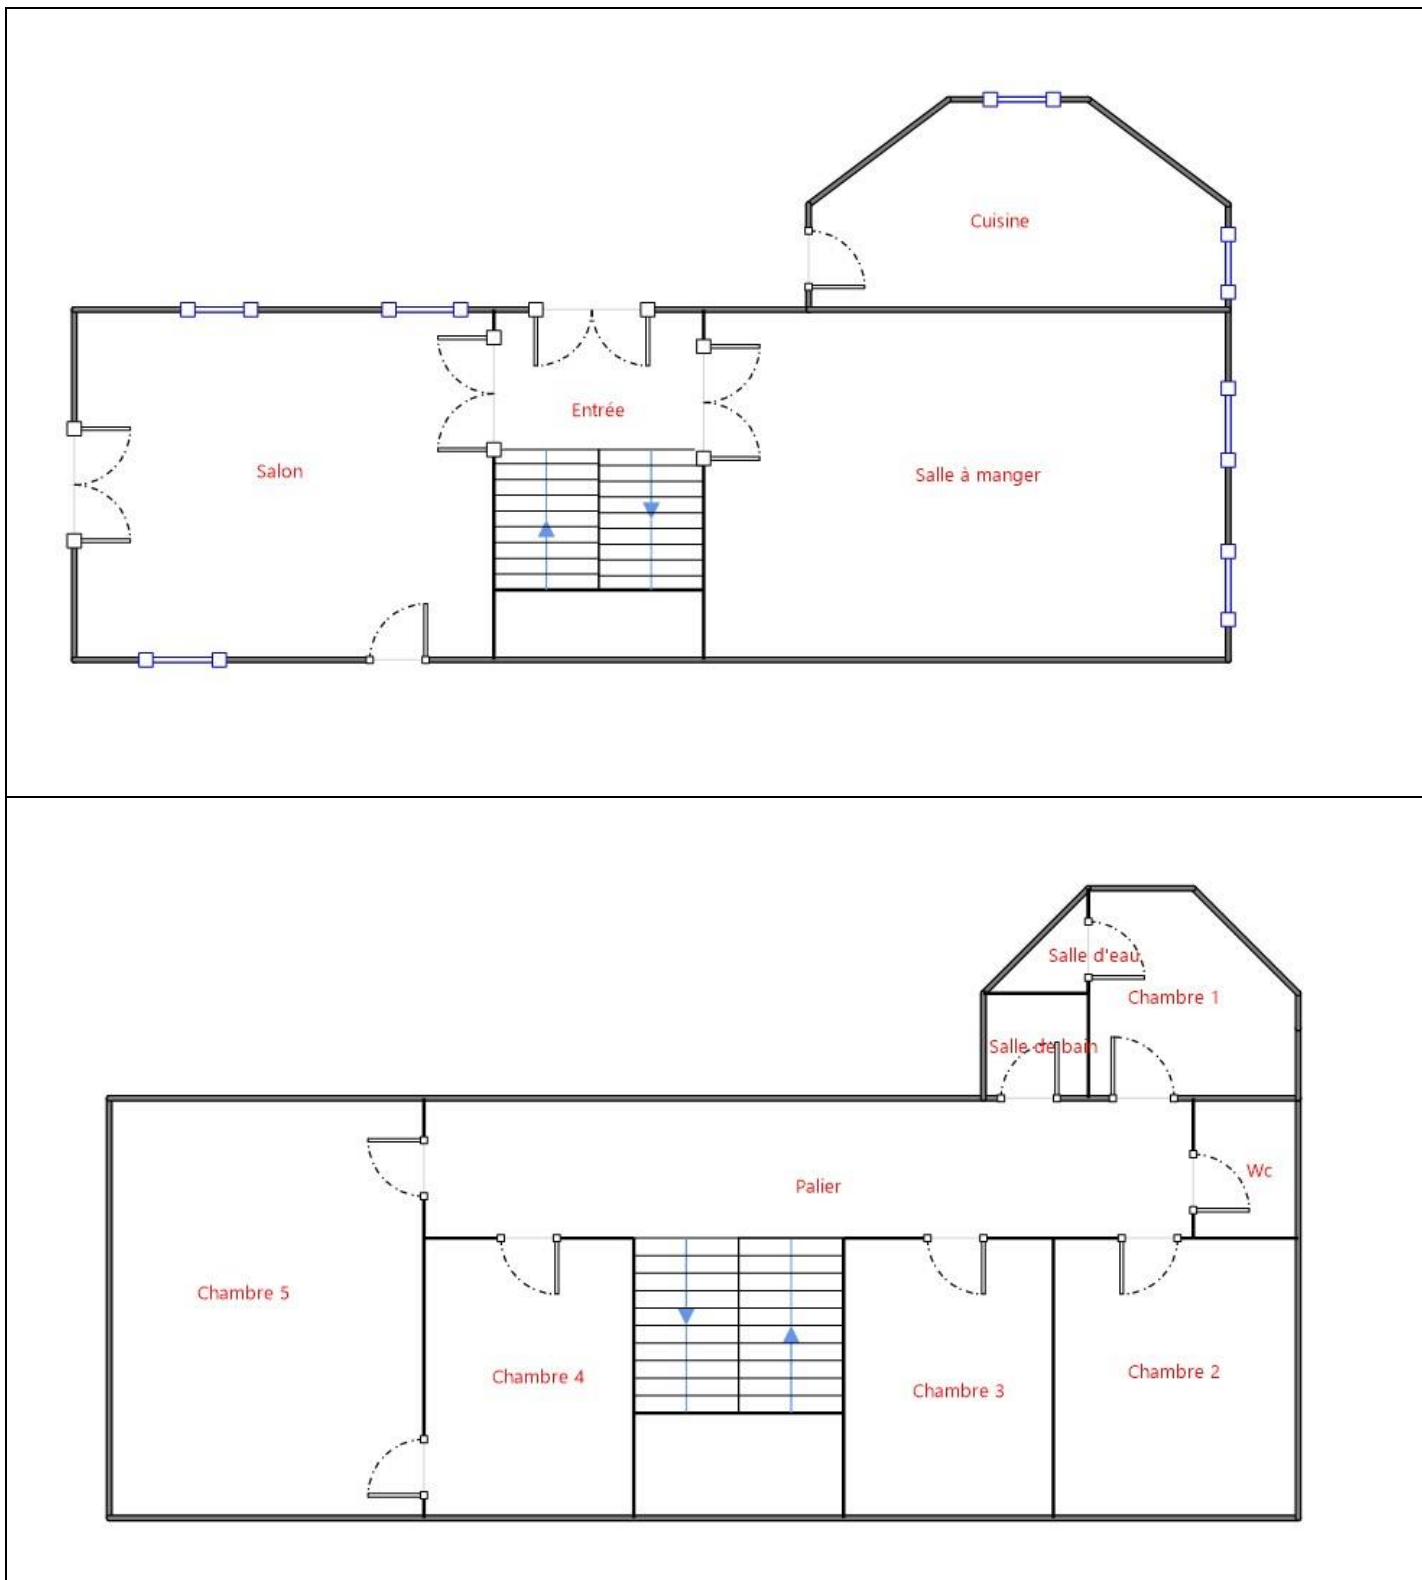 Cuisine
Entrée
Salon
Salle à manger
Salle d'eau
Chambre 1
Salle de bain
Wc
Palier
Chambre 5
Chambre 4
Chambre 3
Chambre 2